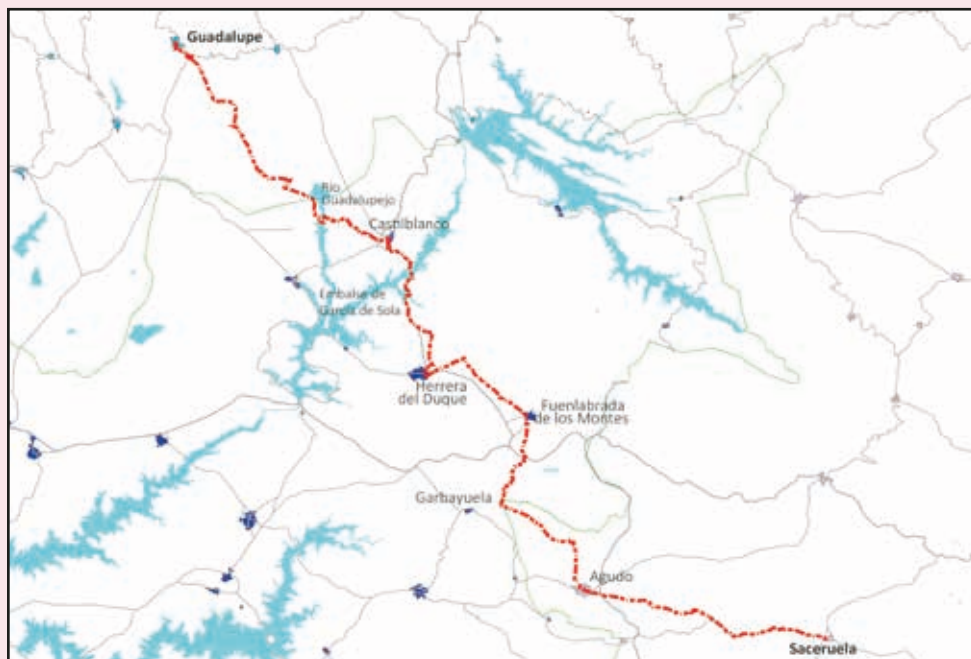 Guadalupe
Río
Guadalupejo
Castilblanco
Embalse de
García de Sola
Herrera
del Duque
Fuenlabrada
de los Montes
Garbayuela
Agudo
Saceruela